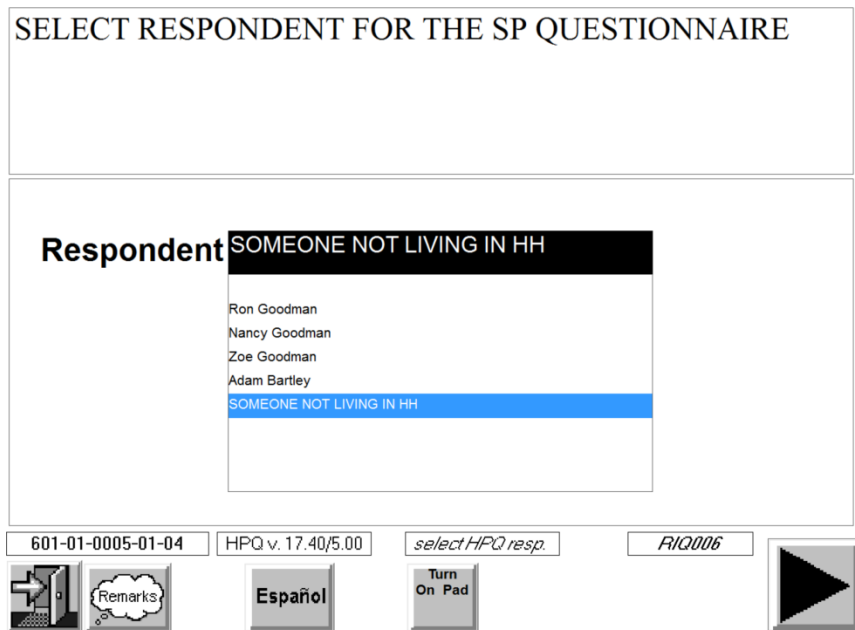 SELECT RESPONDENT FOR THE SP QUESTIONNAIRE
Respondent
SOMEONE NOT LIVING IN HH
Ron Goodman
Nancy Goodman
Zoe Goodman
Adam Bartley
SOMEONE NOT LIVING IN HH
601-01-0005-01-04
HPQ v. 17.40/5.00
select HPQ resp.
RIQ006
Remarks
Español
Turn
On Pad